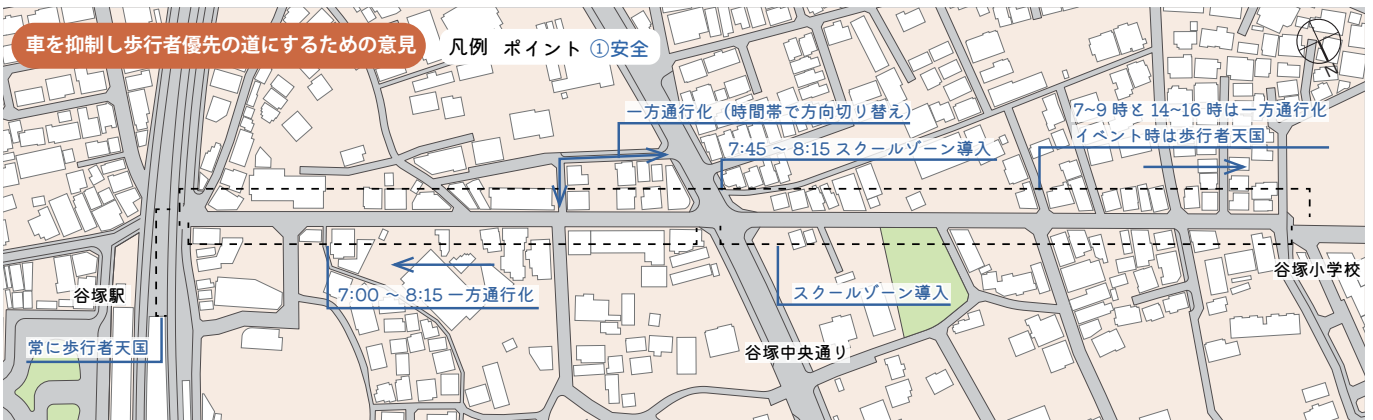 車を抑制し歩行者優先の道にするための意見
凡例 ポイント ①安全
N
一方通行化（時間帯で方向切り替え）
7:45 ～ 8:15 スクールゾーン導入
7~9 時と 14~16 時は一方通行化
イベント時は歩行者天国
谷塚駅
常に歩行者天国
7:00 ～ 8:15 一方通行化
スクールゾーン導入
谷塚中央通り
谷塚小学校